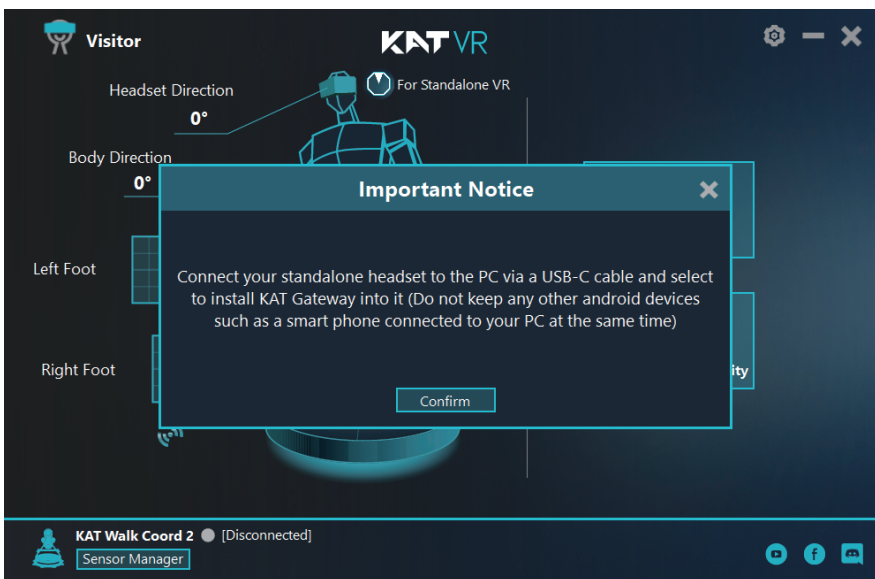 Visitor
KAT VR
Headset Direction
0°
For Standalone VR
Body Direction
0°
Important Notice
Left Foot
Connect your standalone headset to the PC via a USB-C cable and select
to install KAT Gateway into it (Do not keep any other android devices
such as a smart phone connected to your PC at the same time)
Right Foot
ity
Confirm
KAT Walk Coord 2 [Disconnected]
Sensor Manager